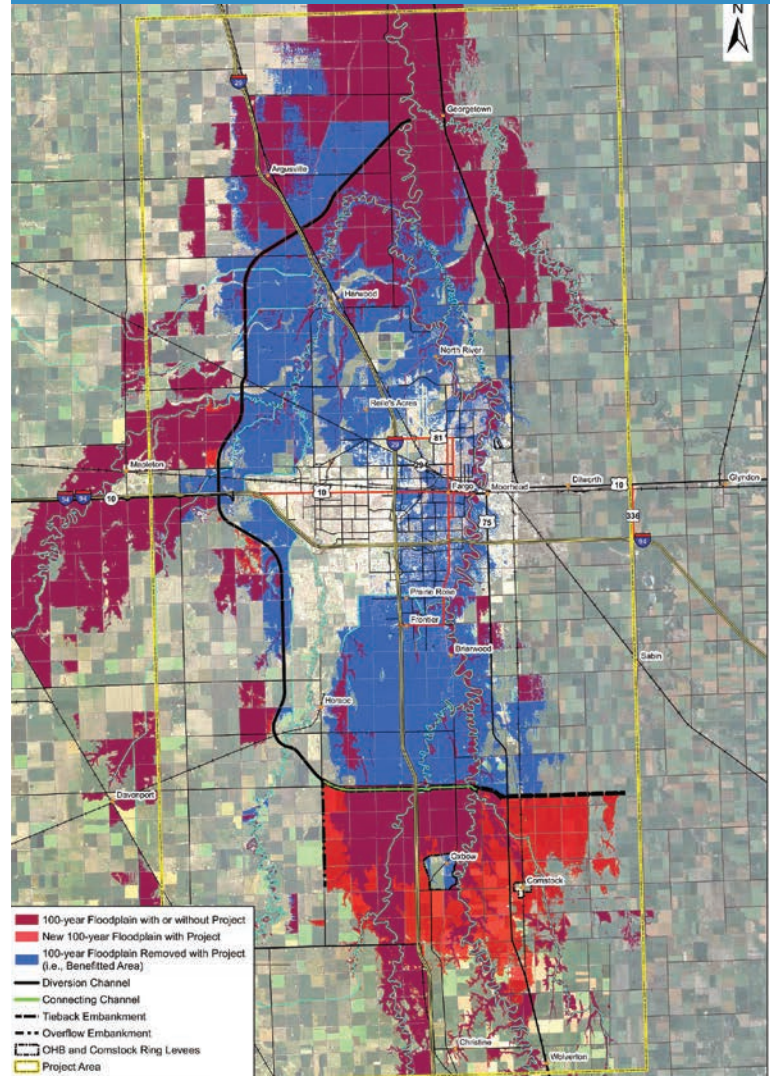 N
29
Georgetown
Argusville
Harwood
North River
Reile's Acres
81
Mapleton
94
10
10
Fargo
Moorhead
Dilworth
10
Glyndon
75
336
94
Prairie Rose
Frontier
Briarwood
Sabin
Horace
Davenport
Oxbow
Comstock
Christine
Wolverton
100-year Floodplain with or without Project
New 100-year Floodplain with Project
100-year Floodplain Removed with Project
(i.e., Benefitted Area)
Diversion Channel
Connecting Channel
Tieback Embankment
Overflow Embankment
OHB and Comstock Ring Levees
Project Area